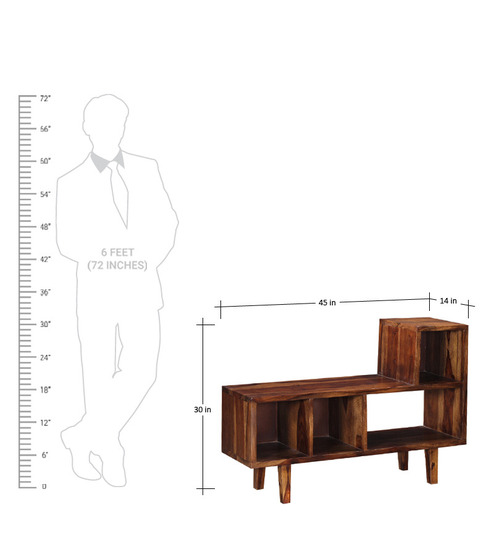 72"
66"
60"
54"
48"
42"
36"
30"
24"
18"
12"
6"
0
6 FEET
(72 INCHES)
45 in
14 in
30 in